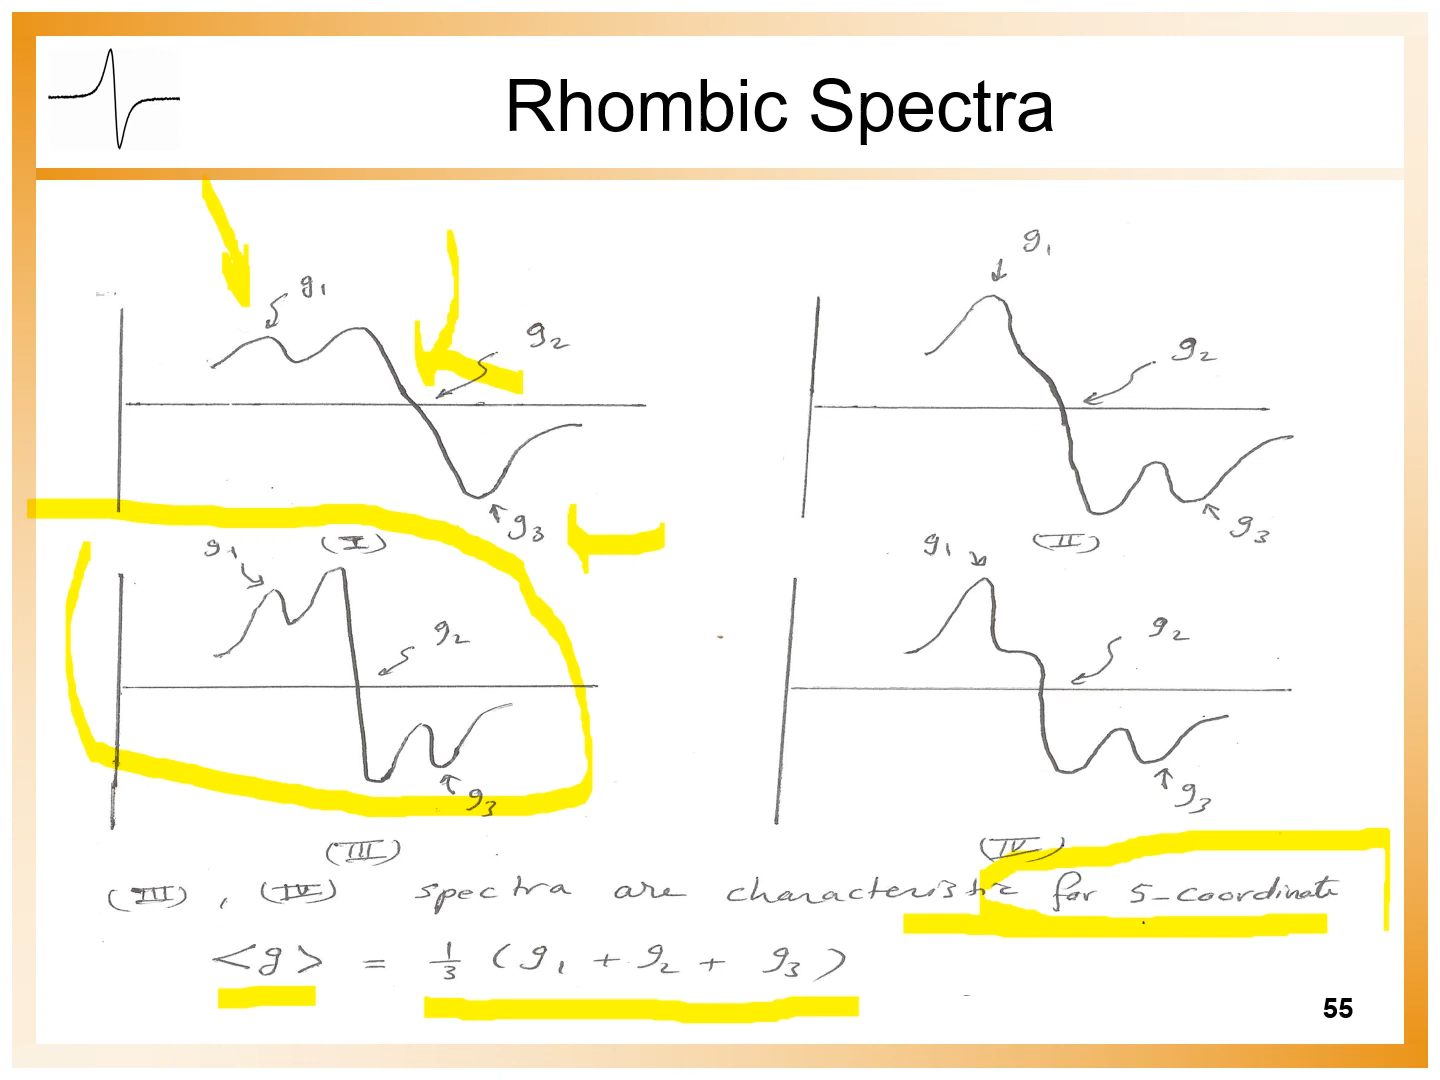 Rhombic Spectra
g₁
g₂
g₃
(I)
g₁
g₂
g₃
(II)
g₁
g₂
g₃
(III)
g₁
g₂
g₃
(IV)
(III), (IV) spectra are characteristic for 5-coordinate
<g> = 1/3 (g₁ + g₂ + g₃)
55